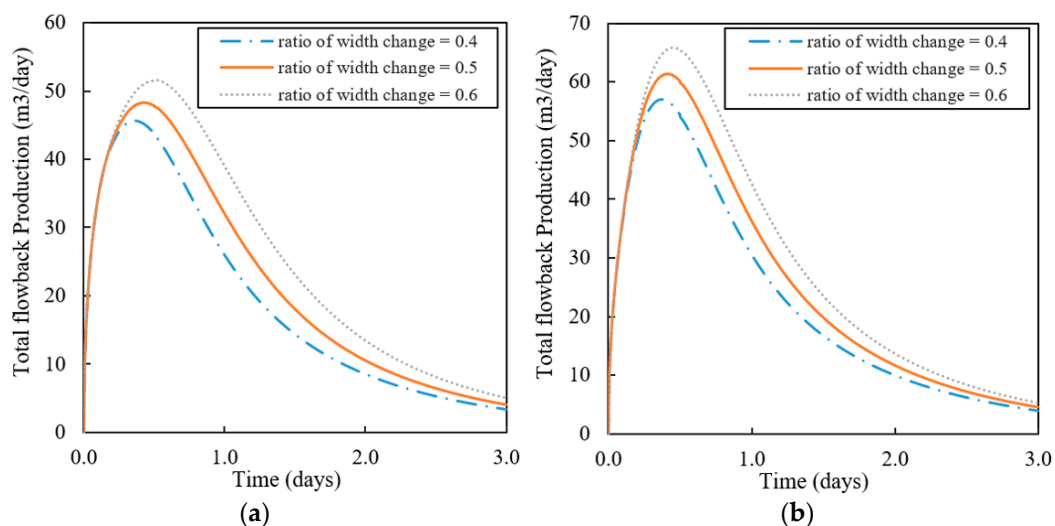 Total flowback Production (m3/day)
60
50
40
30
20
10
0
ratio of width change = 0.4
ratio of width change = 0.5
ratio of width change = 0.6
0.0 1.0 2.0 3.0
Time (days)
(a)
Total flowback Production (m3/day)
70
60
50
40
30
20
10
0
ratio of width change = 0.4
ratio of width change = 0.5
ratio of width change = 0.6
0.0 1.0 2.0 3.0
Time (days)
(b)